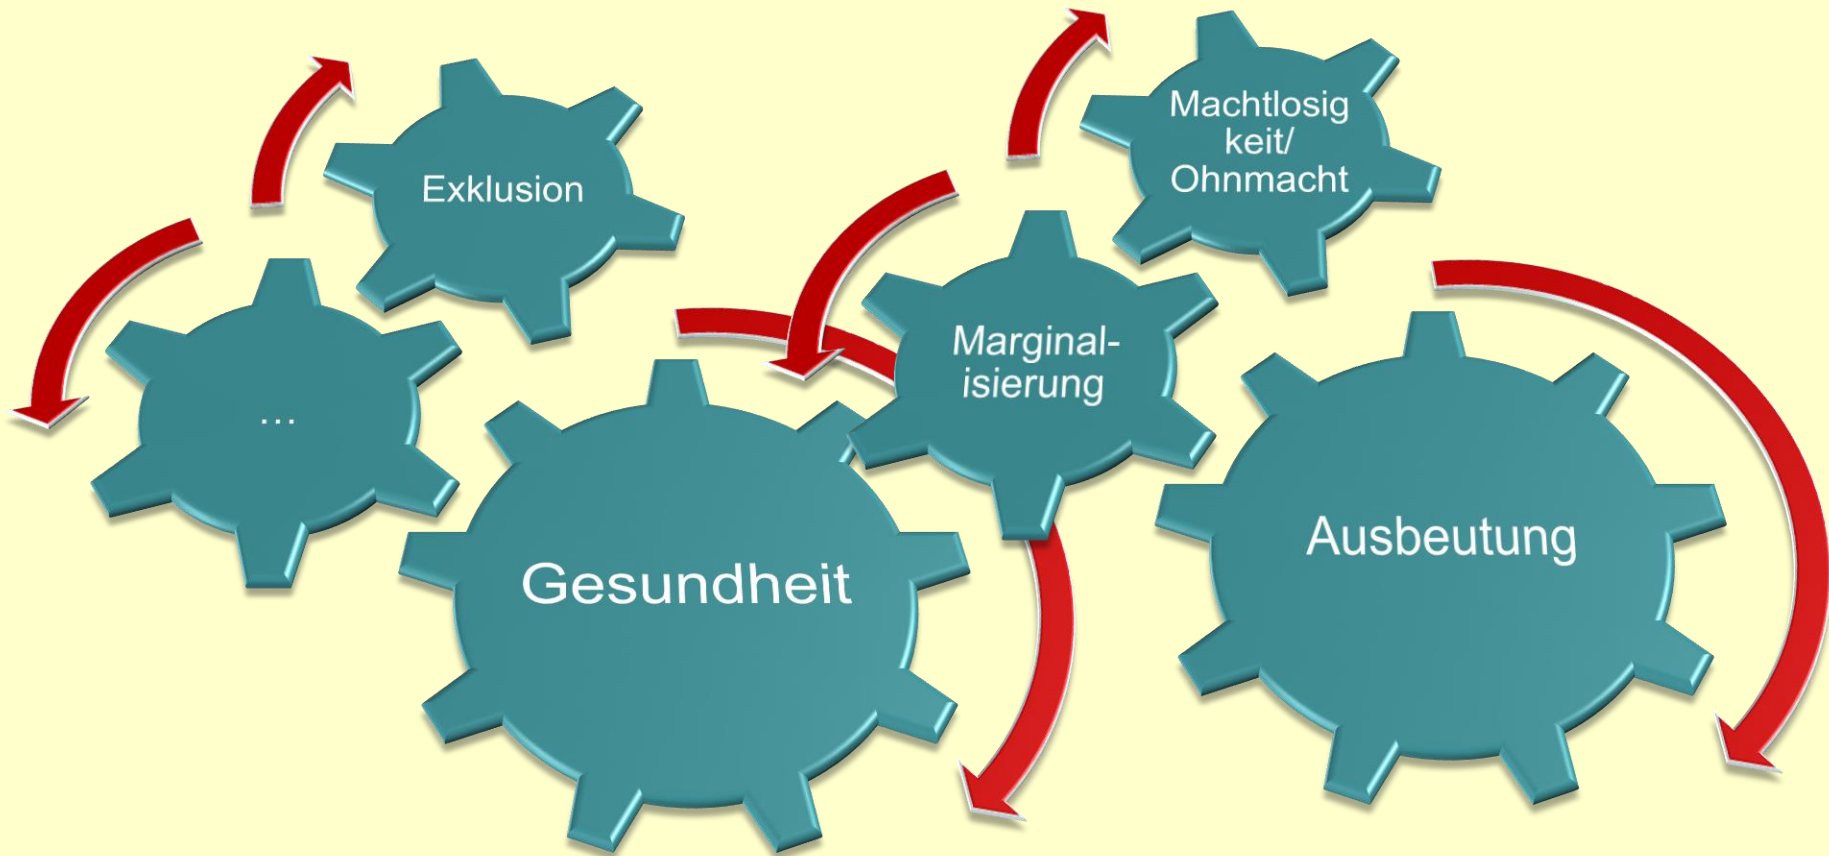 Exklusion
Machtlosig
keit/
Ohnmacht
...
Marginal-
isierung
Gesundheit
Ausbeutung